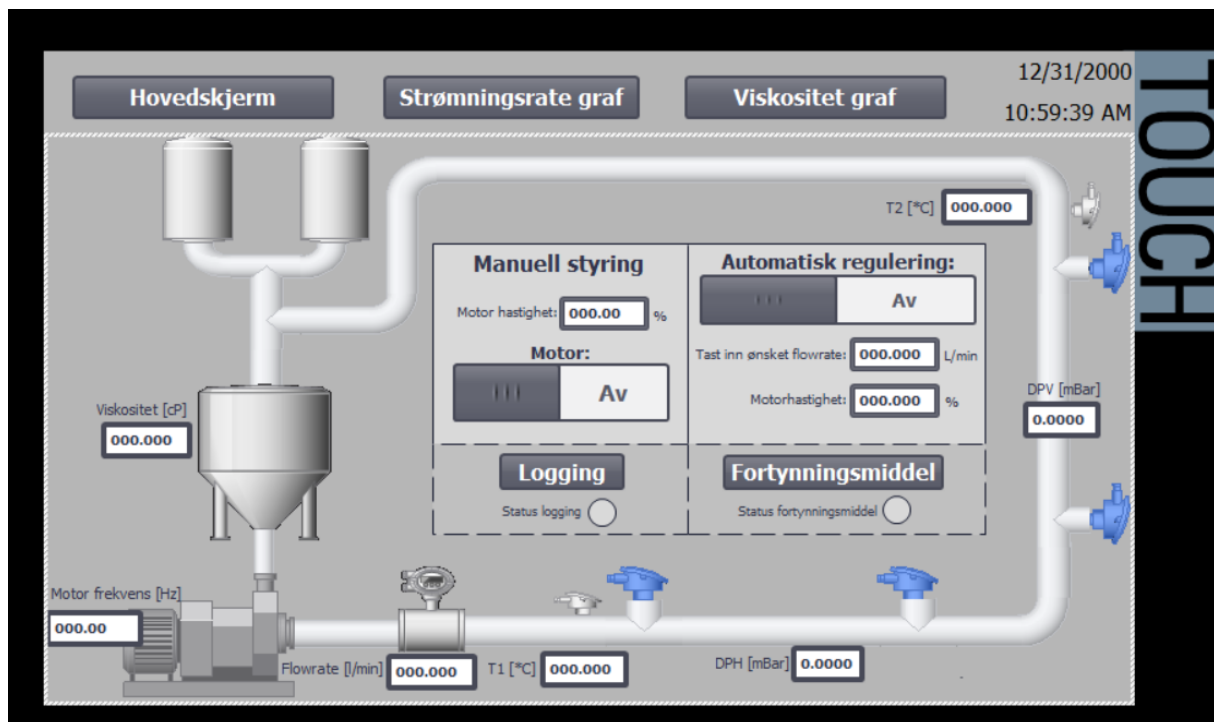 Hovedskjerm
Strømningsrate graf
Viskositet graf
12/31/2000
10:59:39 AM
TOUCH
T2 [*C] 000.000
Manuell styring
Motor hastighet: 000.00 %
Motor:
Av
Automatisk regulering:
Av
Tast inn ønsket flowrate: 000.000 L/min
Motorhastighet: 000.000 %
Viskositet [cP]
000.000
DPV [mBar]
0.0000
Logging
Status logging
Fortynningsmiddel
Status fortynningsmiddel
Motor frekvens [Hz]
000.00
Flowrate [l/min] 000.000
T1 [*C] 000.000
DPH [mBar] 0.0000